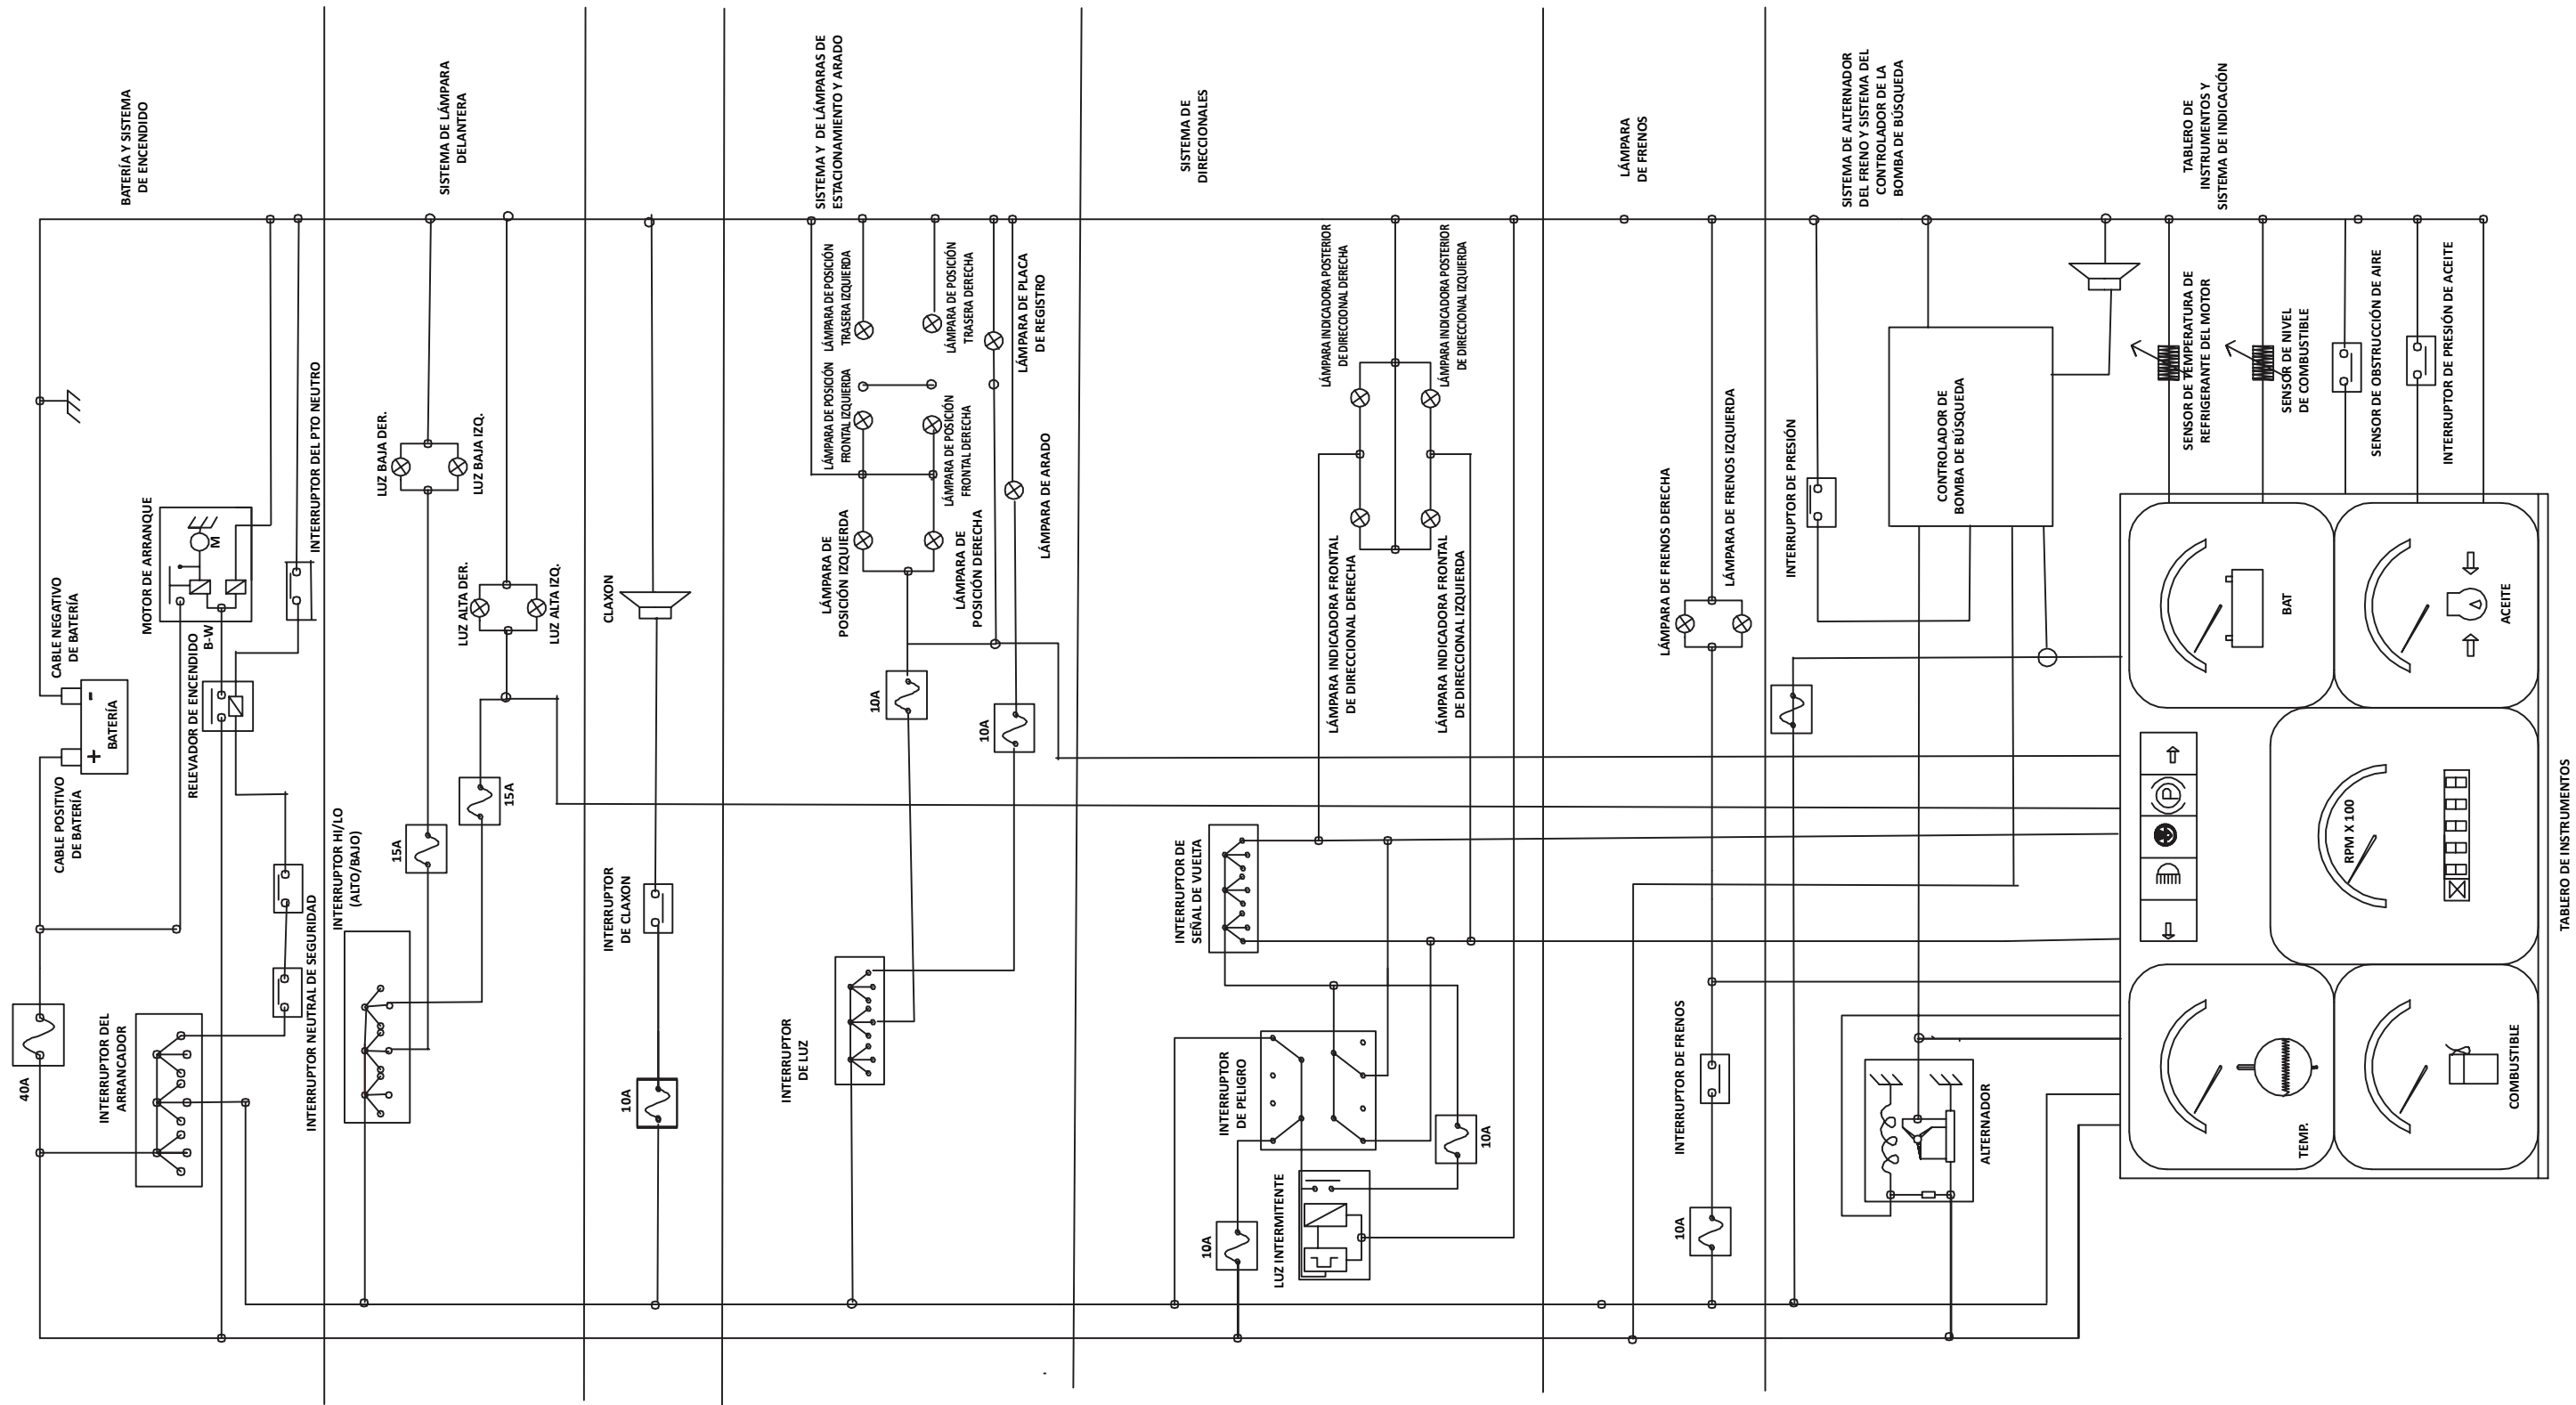 BATERÍA Y SISTEMA
DE ENCENDIDO
SISTEMA DE LÁMPARA
DELANTERA
SISTEMA Y DE LÁMPARAS DE
ESTACIONAMIENTO Y ARADO
SISTEMA DE
DIRECCIONALES
LÁMPARA
DE FRENOS
SISTEMA DE ALTERNADOR
DEL FRENO Y SISTEMA DEL
CONTROLADOR DE LA
BOMBA DE BÚSQUEDA
TABLERO DE
INSTRUMENTOS Y
SISTEMA DE INDICACIÓN
CABLE NEGATIVO
DE BATERÍA
-
BATERÍA
+
CABLE POSITIVO
DE BATERÍA
40A
MOTOR DE ARRANQUE
M
B-W
RELEVADOR DE ENCENDIDO
INTERRUPTOR DEL PTO NEUTRO
INTERRUPTOR DEL
ARRANCADOR
INTERRUPTOR NEUTRAL DE SEGURIDAD
LUZ BAJA DER.
LUZ BAJA IZQ.
LUZ ALTA DER.
LUZ ALTA IZQ.
15A
15A
INTERRUPTOR HI/LO
(ALTO/BAJO)
CLAXON
INTERRUPTOR
DE CLAXON
10A
LÁMPARA DE POSICIÓN
TRASERA IZQUIERDA
LÁMPARA DE POSICIÓN
TRASERA DERECHA
LÁMPARA DE PLACA
DE REGISTRO
LÁMPARA DE POSICIÓN
FRONTAL IZQUIERDA
LÁMPARA DE POSICIÓN
FRONTAL DERECHA
LÁMPARA DE ARADO
LÁMPARA DE
POSICIÓN IZQUIERDA
LÁMPARA DE
POSICIÓN DERECHA
10A
10A
INTERRUPTOR
DE LUZ
LÁMPARA INDICADORA POSTERIOR
DE DIRECCIONAL DERECHA
LÁMPARA INDICADORA POSTERIOR
DE DIRECCIONAL IZQUIERDA
LÁMPARA INDICADORA FRONTAL
DE DIRECCIONAL DERECHA
LÁMPARA INDICADORA FRONTAL
DE DIRECCIONAL IZQUIERDA
INTERRUPTOR DE
SEÑAL DE VUELTA
INTERRUPTOR
DE PELIGRO
10A
10A
LUZ INTERMITENTE
LÁMPARA DE FRENOS DERECHA
LÁMPARA DE FRENOS IZQUIERDA
INTERRUPTOR DE FRENOS
10A
INTERRUPTOR DE PRESIÓN
CONTROLADOR DE
BOMBA DE BÚSQUEDA
ALTERNADOR
SENSOR DE TEMPERATURA DE
REFRIGERANTE DEL MOTOR
SENSOR DE NIVEL
DE COMBUSTIBLE
SENSOR DE OBSTRUCCIÓN DE AIRE
INTERRUPTOR DE PRESIÓN DE ACEITE
BAT
ACEITE
P
RPM X 100
TEMP.
COMBUSTIBLE
TABLERO DE INSTRUMENTOS